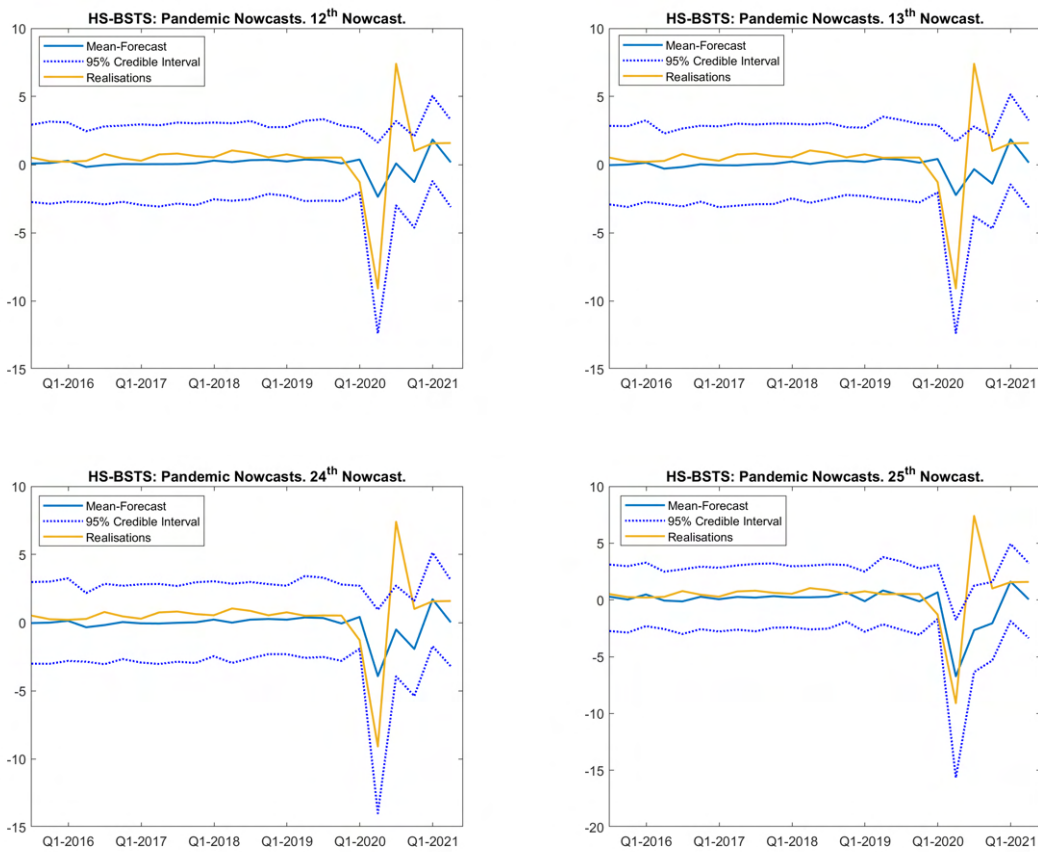 HS-BSTS: Pandemic Nowcasts. 12th Nowcast.
10
5
0
-5
-10
-15
Mean-Forecast
95% Credible Interval
Realisations
Q1-2016 Q1-2017 Q1-2018 Q1-2019 Q1-2020 Q1-2021
HS-BSTS: Pandemic Nowcasts. 13th Nowcast.
10
5
0
-5
-10
-15
Mean-Forecast
95% Credible Interval
Realisations
Q1-2016 Q1-2017 Q1-2018 Q1-2019 Q1-2020 Q1-2021
HS-BSTS: Pandemic Nowcasts. 24th Nowcast.
10
5
0
-5
-10
-15
Mean-Forecast
95% Credible Interval
Realisations
Q1-2016 Q1-2017 Q1-2018 Q1-2019 Q1-2020 Q1-2021
HS-BSTS: Pandemic Nowcasts. 25th Nowcast.
10
5
0
-5
-10
-15
-20
Mean-Forecast
95% Credible Interval
Realisations
Q1-2016 Q1-2017 Q1-2018 Q1-2019 Q1-2020 Q1-2021